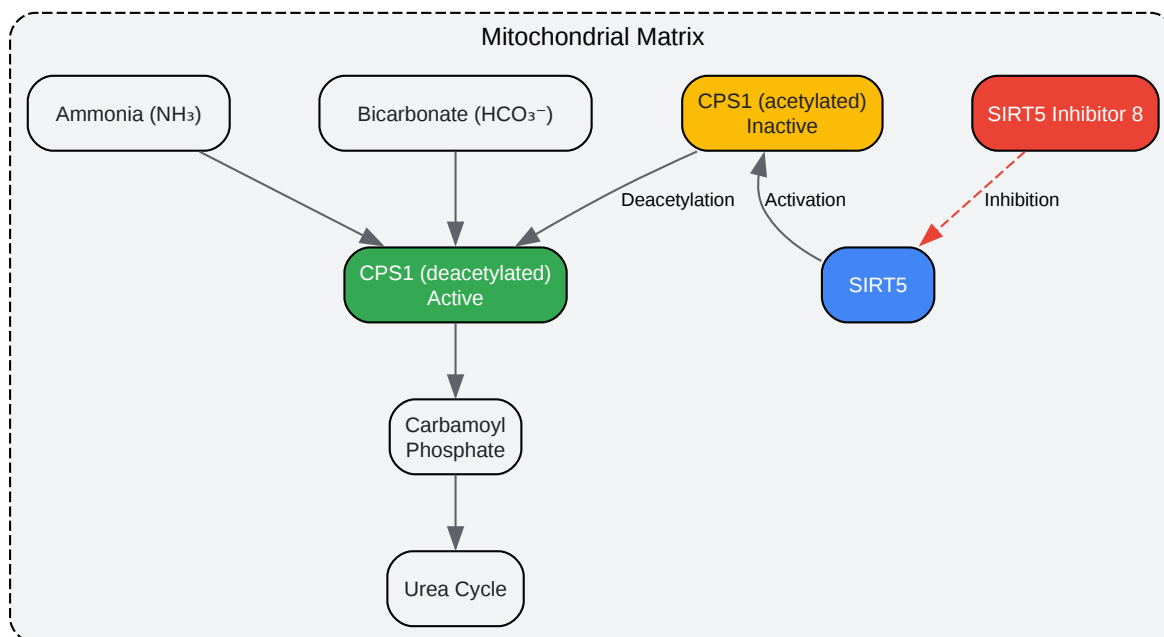 Mitochondrial Matrix
Ammonia (NH₃)
Bicarbonate (HCO₃⁻)
CPS1 (acetylated)
Inactive
SIRT5 Inhibitor 8
Deacetylation
Activation
Inhibition
CPS1 (deacetylated)
Active
SIRT5
Carbamoyl
Phosphate
Urea Cycle